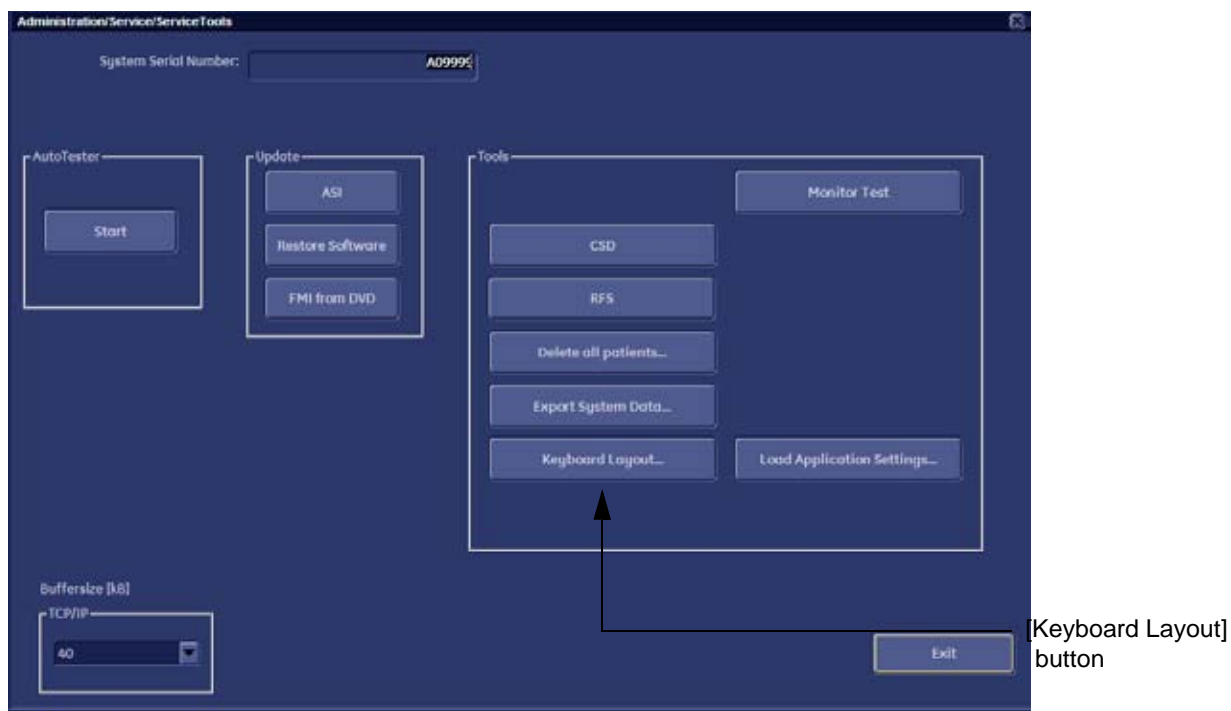 Administration/Service/ServiceTools
System Serial Number:
A09999
AutoTester
Start
Update
ASI
Restore Software
FMI from DVD
Tools
Monitor Test
CSD
RFS
Delete all patients...
Export System Data...
Keyboard Layout...
Load Application Settings...
Buffersize [kB]
TCP/IP
40
Exit
[Keyboard Layout]
button